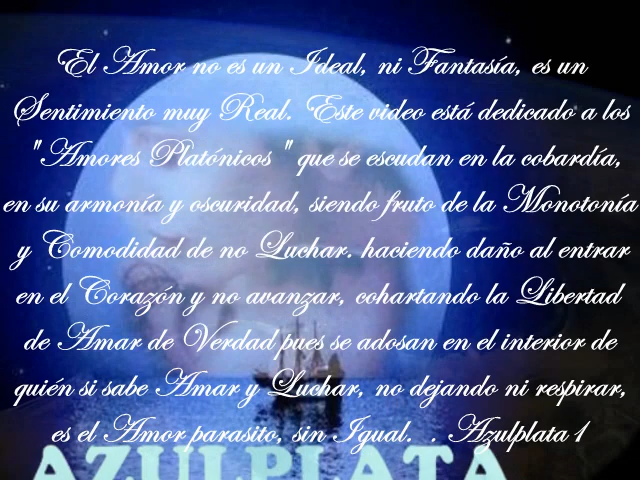 El Amor no es un Ideal, ni Fantasía, es un
Sentimiento muy Real. Este video está dedicado a los
"Amores Platónicos " que se escudan en la cobardía,
en su armonía y oscuridad, siendo fruto de la Monotonía
y Comodidad de no Luchar. haciendo daño al entrar
en el Corazón y no avanzar, cohartando la Libertad
de Amar de Verdad pues se adosan en el interior de
quién si sabe Amar y Luchar, no dejando ni respirar,
es el Amor parasito, sin Igual.  . Azulplata 1
AZULPLATA